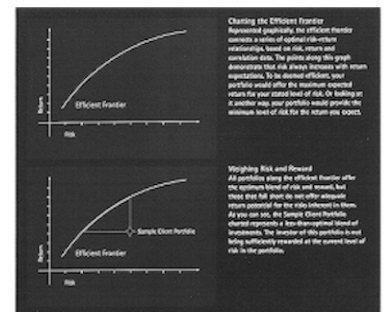 Charting the Efficient Frontier
Represented graphically, the efficient frontier
connects a series of optimal risk-return
relationships, based on risk, return and
correlation data. The points along this graph
demonstrate that risk always increases with return
expectations. To be deemed efficient, your
portfolio would offer the maximum expected
return for your stated level of risk. Or looking at
it another way, your portfolio would provide the
minimum level of risk for the return you expect.
Return
Efficient Frontier
Risk
Weighing Risk and Reward
All portfolios along the efficient frontier offer
the optimum blend of risk and reward, but
those that fall short do not offer adequate
return potential for the risks inherent in them.
As you can see, the Sample Client Portfolio
charted represents a less-than-optimal blend of
investments. The investor of this portfolio is not
being sufficiently rewarded at the current level of
risk in the portfolio.
Return
Sample Client Portfolio
Efficient Frontier
Risk